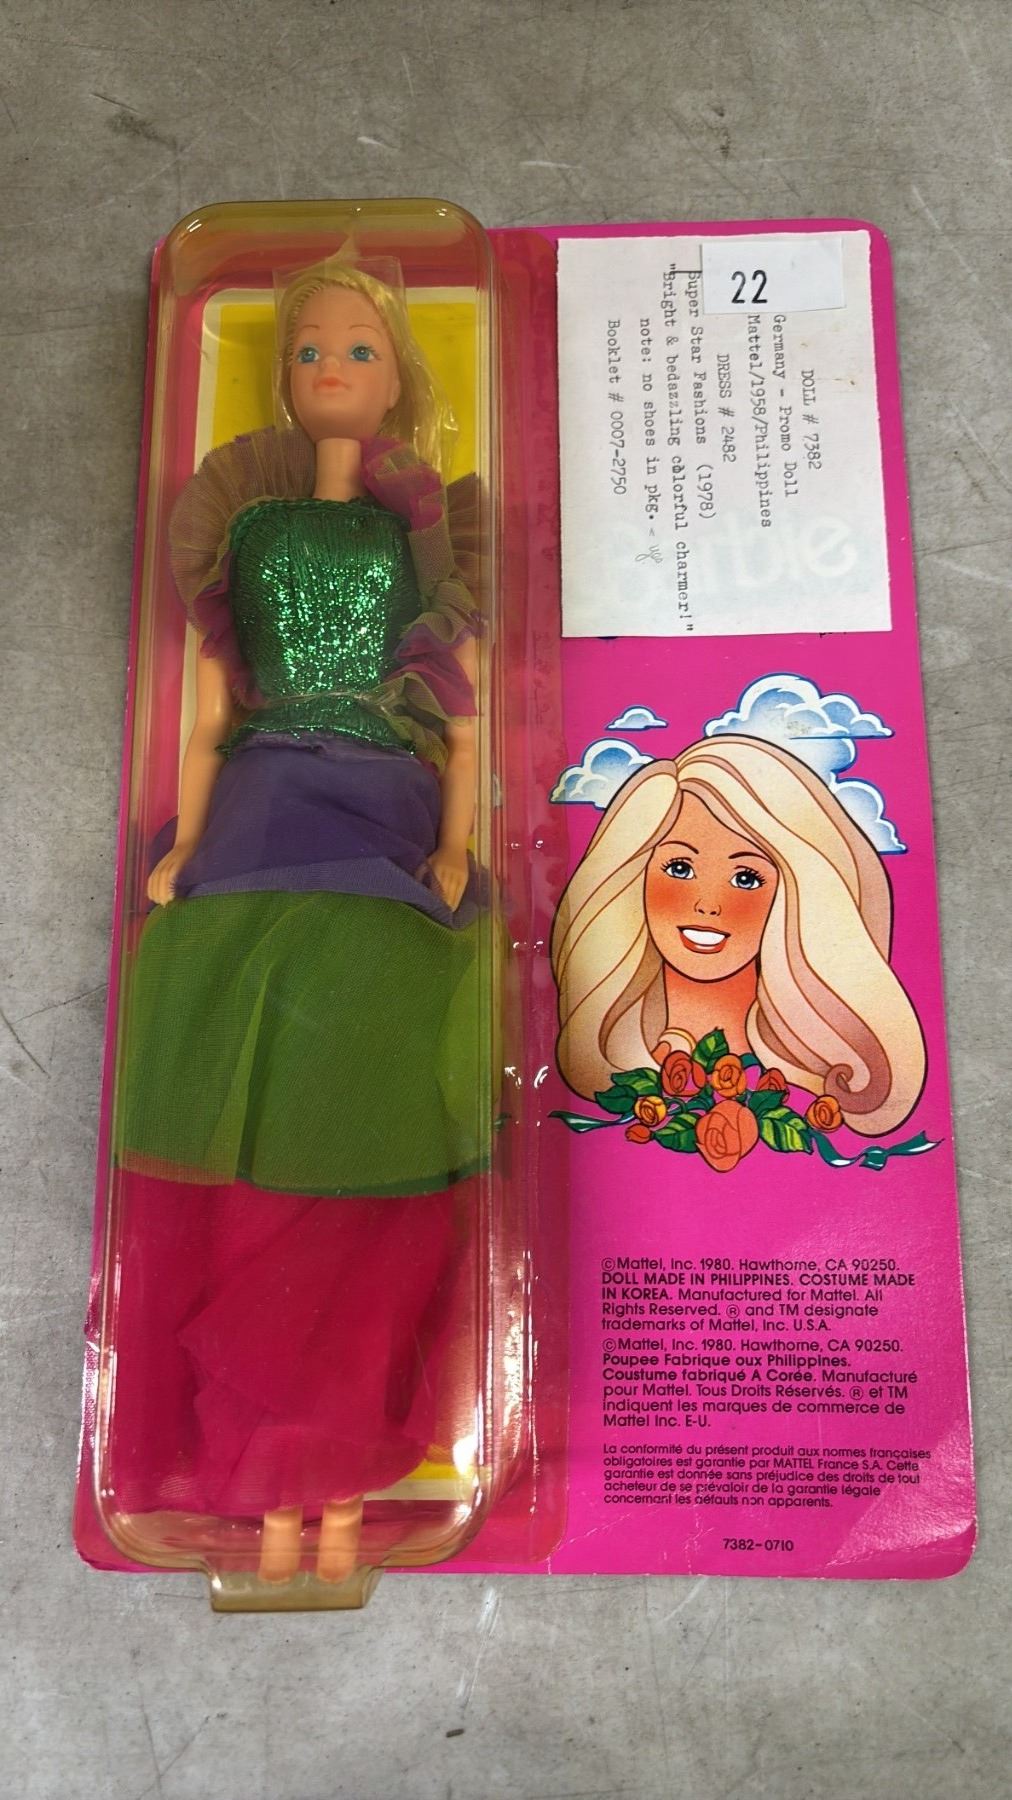 22
DOLL # 7382
Germany - Promo Doll
Mattel/1958/Philippines
DRESS # 2482
Super Star Fashions (1978)
"Bright & bedazzling colorful charmer!"
note: no shoes in pkg.
Booklet # 0007-2750
Barbie
©Mattel, Inc. 1980. Hawthorne, CA 90250.
DOLL MADE IN PHILIPPINES. COSTUME MADE
IN KOREA. Manufactured for Mattel. All
Rights Reserved. ® and TM designate
trademarks of Mattel, Inc. U.S.A.
©Mattel, Inc. 1980. Hawthorne, CA 90250.
Poupee Fabrique oux Philippines.
Coustume fabriqué A Corée. Manufacturé
pour Mattel. Tous Droits Réservés. ® et TM
indiquent les marques de commerce de
Mattel Inc. E-U.
La conformité du présent produit aux normes françaises
obligatoires est garantie par MATTEL France S.A. Cette
garantie est donnée sans préjudice des droits de tout
acheteur de se prévaloir de la garantie légale
concernant les défauts non apparents.
7382-0710